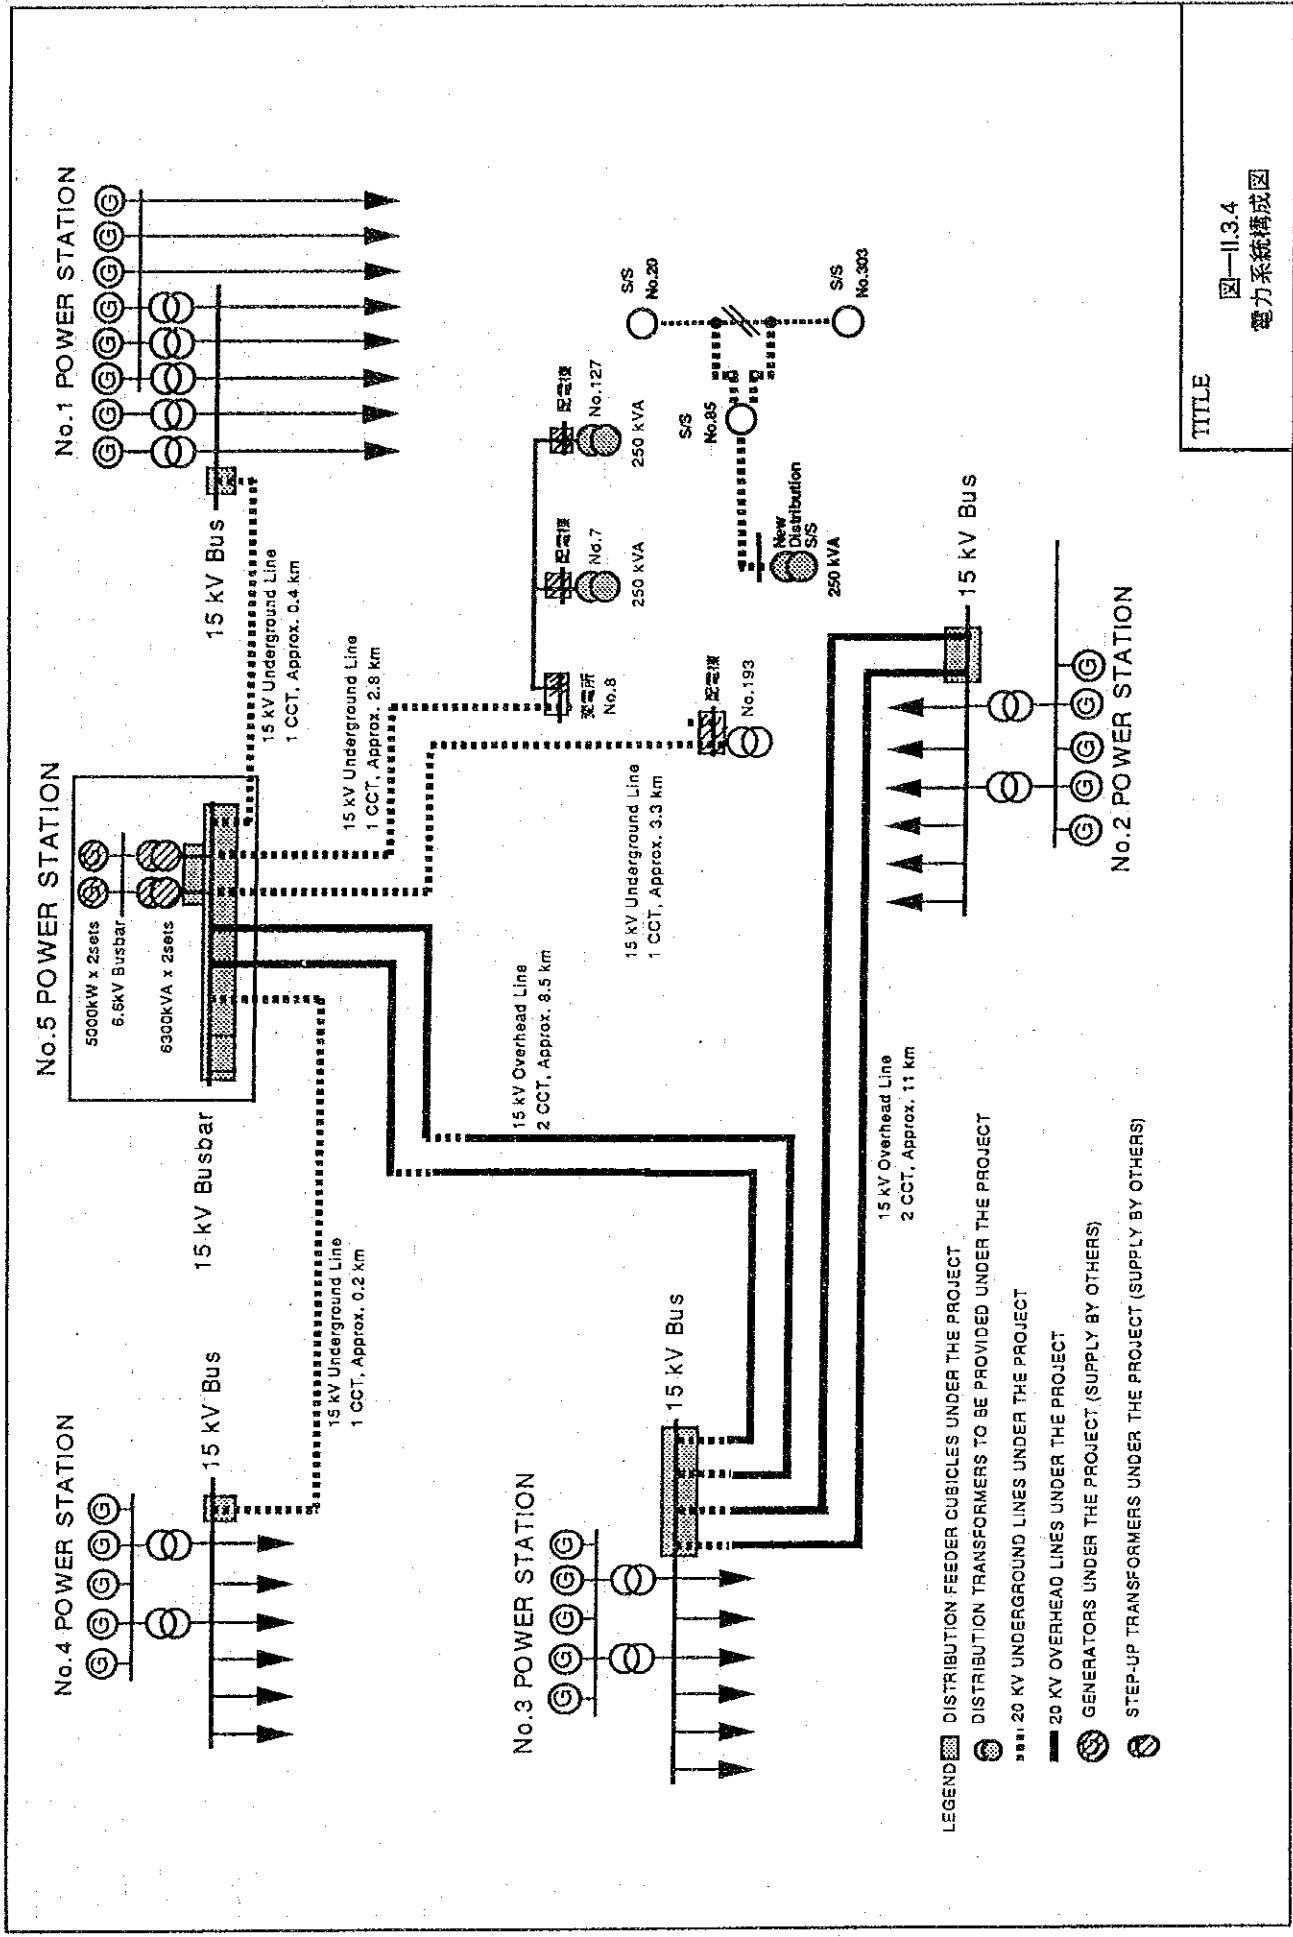 No.4 POWER STATION
15 kV Bus
15 kV Underground Line
1 CCT, Approx. 0.2 km
No.5 POWER STATION
5000kW x 2sets
6.6kV Busbar
6300kVA x 2sets
15 kV Busbar
No.1 POWER STATION
15 kV Bus
15 kV Underground Line
1 CCT, Approx. 0.4 km
15 kV Underground Line
1 CCT, Approx. 2.8 km
変電所
No.8
配電棟
No.7
250 kVA
配電棟
No.127
250 kVA
15 kV Underground Line
1 CCT, Approx. 3.3 km
配電棟
No.193
S/S
No.20
S/S
No.85
S/S
No.303
New
Distribution
S/S
250 kVA
15 kV Overhead Line
2 CCT, Approx. 8.5 km
No.3 POWER STATION
15 kV Bus
15 kV Overhead Line
2 CCT, Approx. 11 km
15 kV Bus
No.2 POWER STATION
G G G G G G G G
G G
G G G G G
G G G G G
G G G G G
LEGEND
DISTRIBUTION FEEDER CUBICLES UNDER THE PROJECT
DISTRIBUTION TRANSFORMERS TO BE PROVIDED UNDER THE PROJECT
20 KV UNDERGROUND LINES UNDER THE PROJECT
20 KV OVERHEAD LINES UNDER THE PROJECT
GENERATORS UNDER THE PROJECT (SUPPLY BY OTHERS)
STEP-UP TRANSFORMERS UNDER THE PROJECT (SUPPLY BY OTHERS)
TITLE
図—II.3.4
電力系統構成図